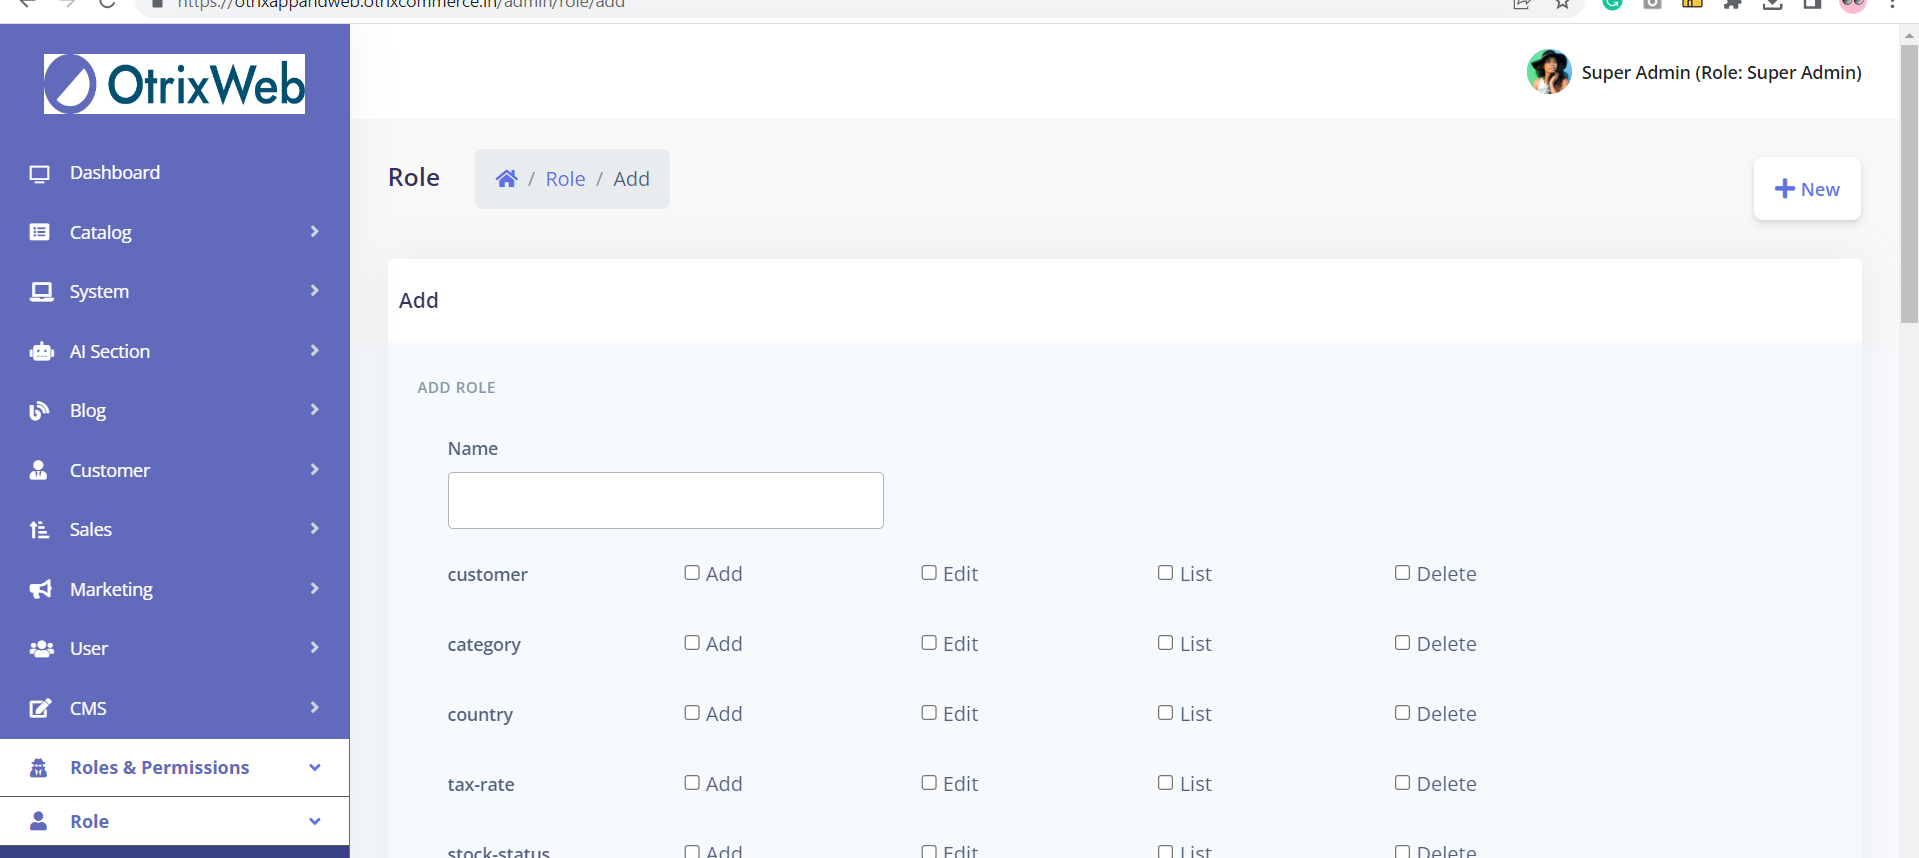 https://otrixappandweb.otrixcommerce.in/admin/role/add
OtrixWeb
Super Admin (Role: Super Admin)
Dashboard
Catalog
System
AI Section
Blog
Customer
Sales
Marketing
User
CMS
Roles & Permissions
Role
Role
/ Role / Add
New
Add
ADD ROLE
Name
customer Add Edit List Delete
category Add Edit List Delete
country Add Edit List Delete
tax-rate Add Edit List Delete
stock-status Add Edit List Delete